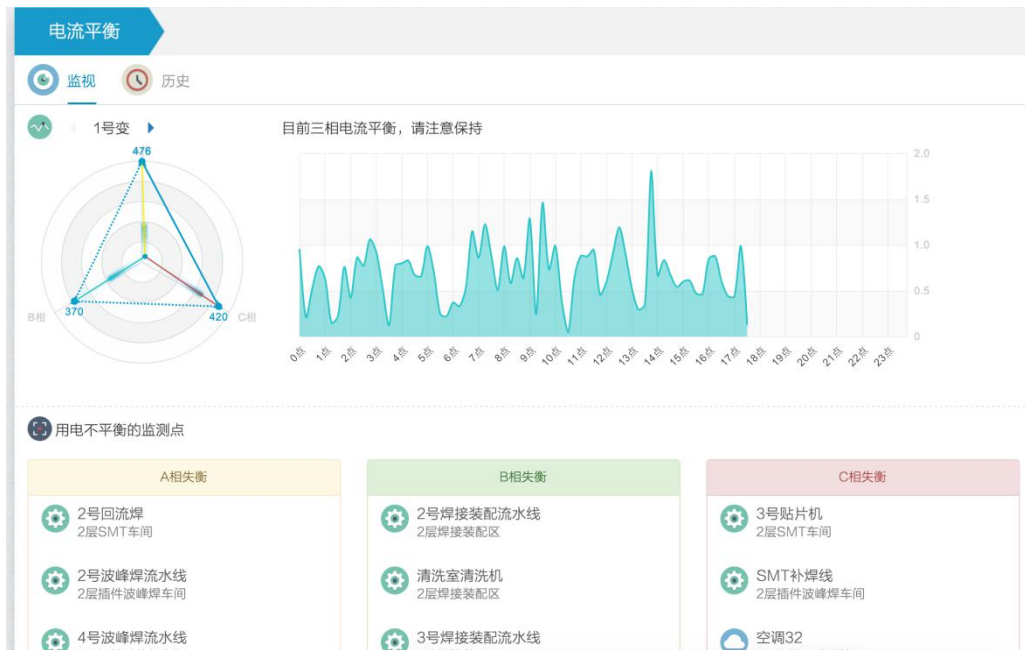 电流平衡
监视
历史
1号变
目前三相电流平衡，请注意保持
476
B相
370
420
C相
2.0
1.5
1.0
0.5
0
0点
1点
2点
3点
4点
5点
6点
7点
8点
9点
10点
11点
12点
13点
14点
15点
16点
17点
18点
19点
20点
21点
22点
23点
用电不平衡的监测点
A相失衡
B相失衡
C相失衡
2号回流焊
2层SMT车间
2号焊接装配流水线
2层焊接装配区
3号贴片机
2层SMT车间
2号波峰焊流水线
2层插件波峰焊车间
清洗室清洗机
2层焊接装配区
SMT补焊线
2层插件波峰焊车间
4号波峰焊流水线
3号焊接装配流水线
空调32